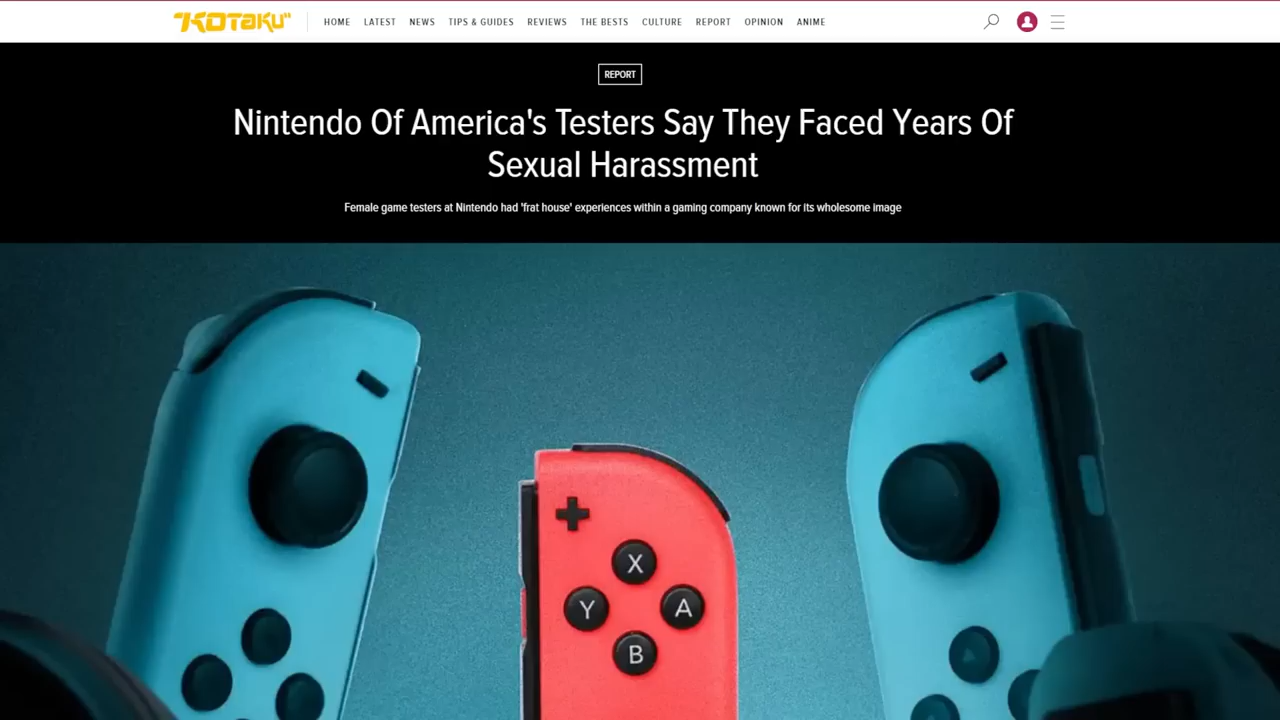 KOTAKU HOME LATEST NEWS TIPS & GUIDES REVIEWS THE BESTS CULTURE REPORT OPINION ANIME
REPORT
Nintendo Of America's Testers Say They Faced Years Of
Sexual Harassment
Female game testers at Nintendo had 'frat house' experiences within a gaming company known for its wholesome image
X
Y A
B